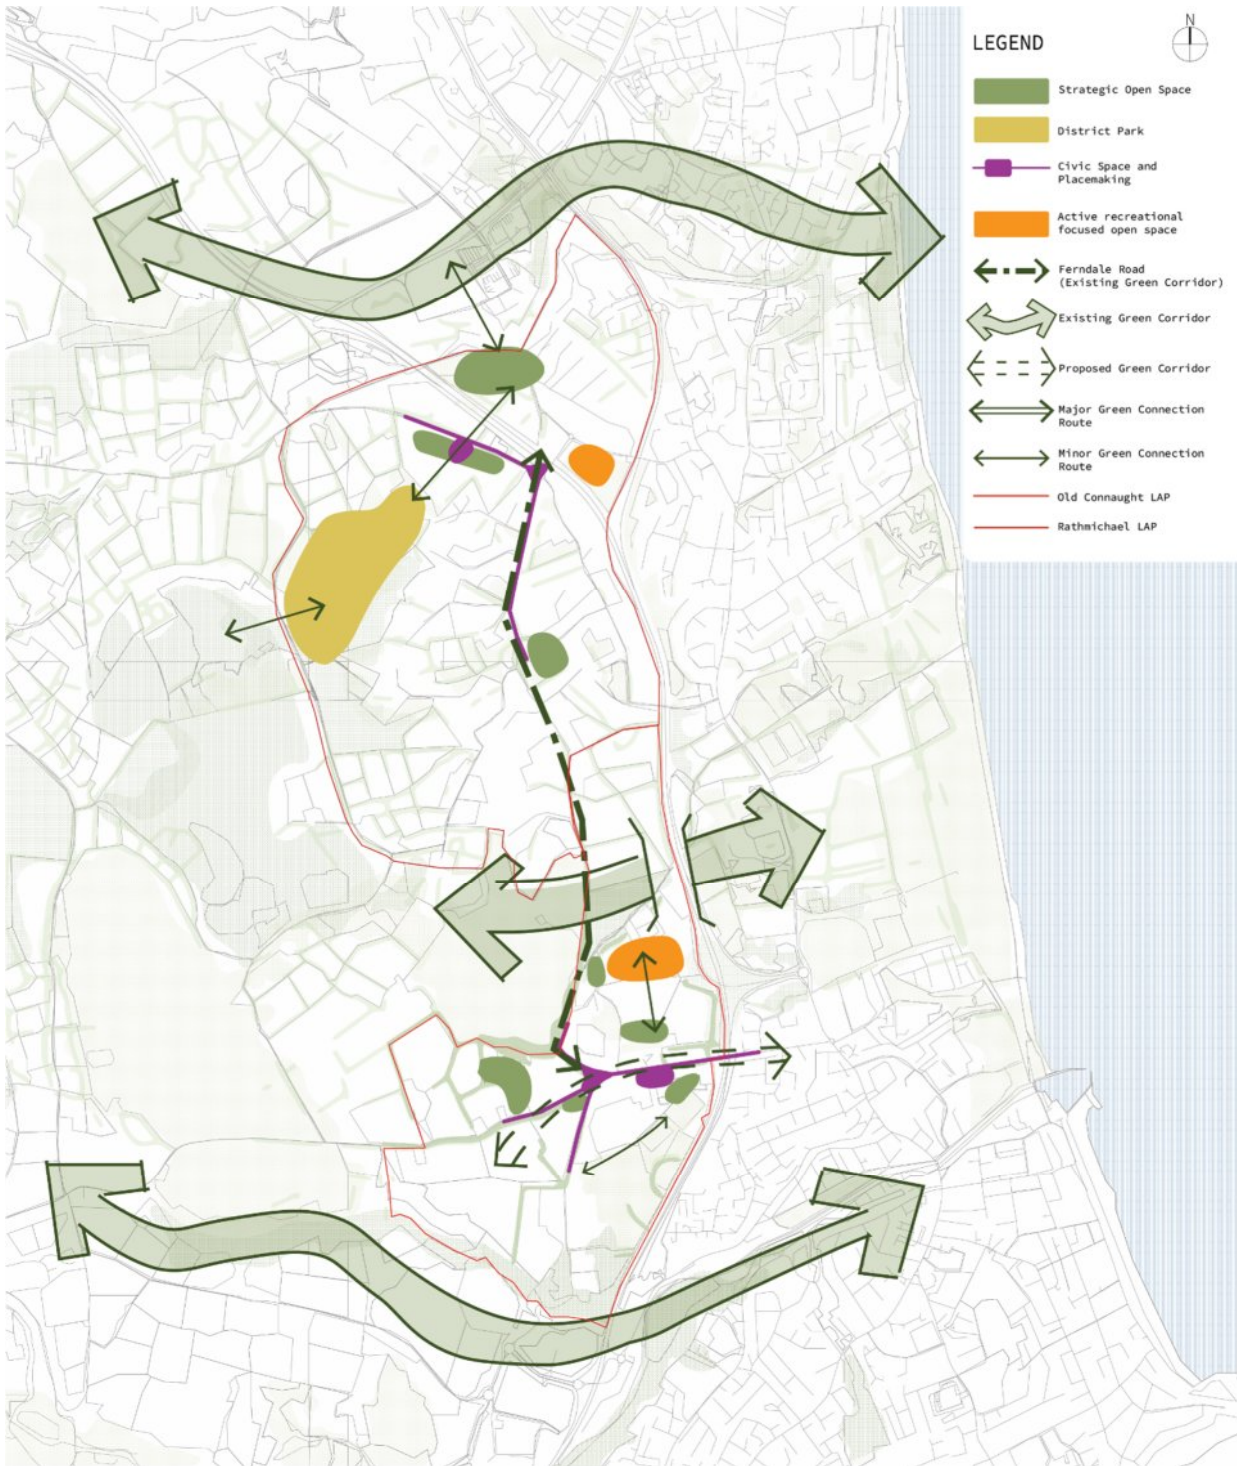 N
LEGEND
Strategic Open Space
District Park
Civic Space and
Placemaking
Active recreational
focused open space
Ferndale Road
(Existing Green Corridor)
Existing Green Corridor
Proposed Green Corridor
Major Green Connection
Route
Minor Green Connection
Route
Old Connaught LAP
Rathmichael LAP